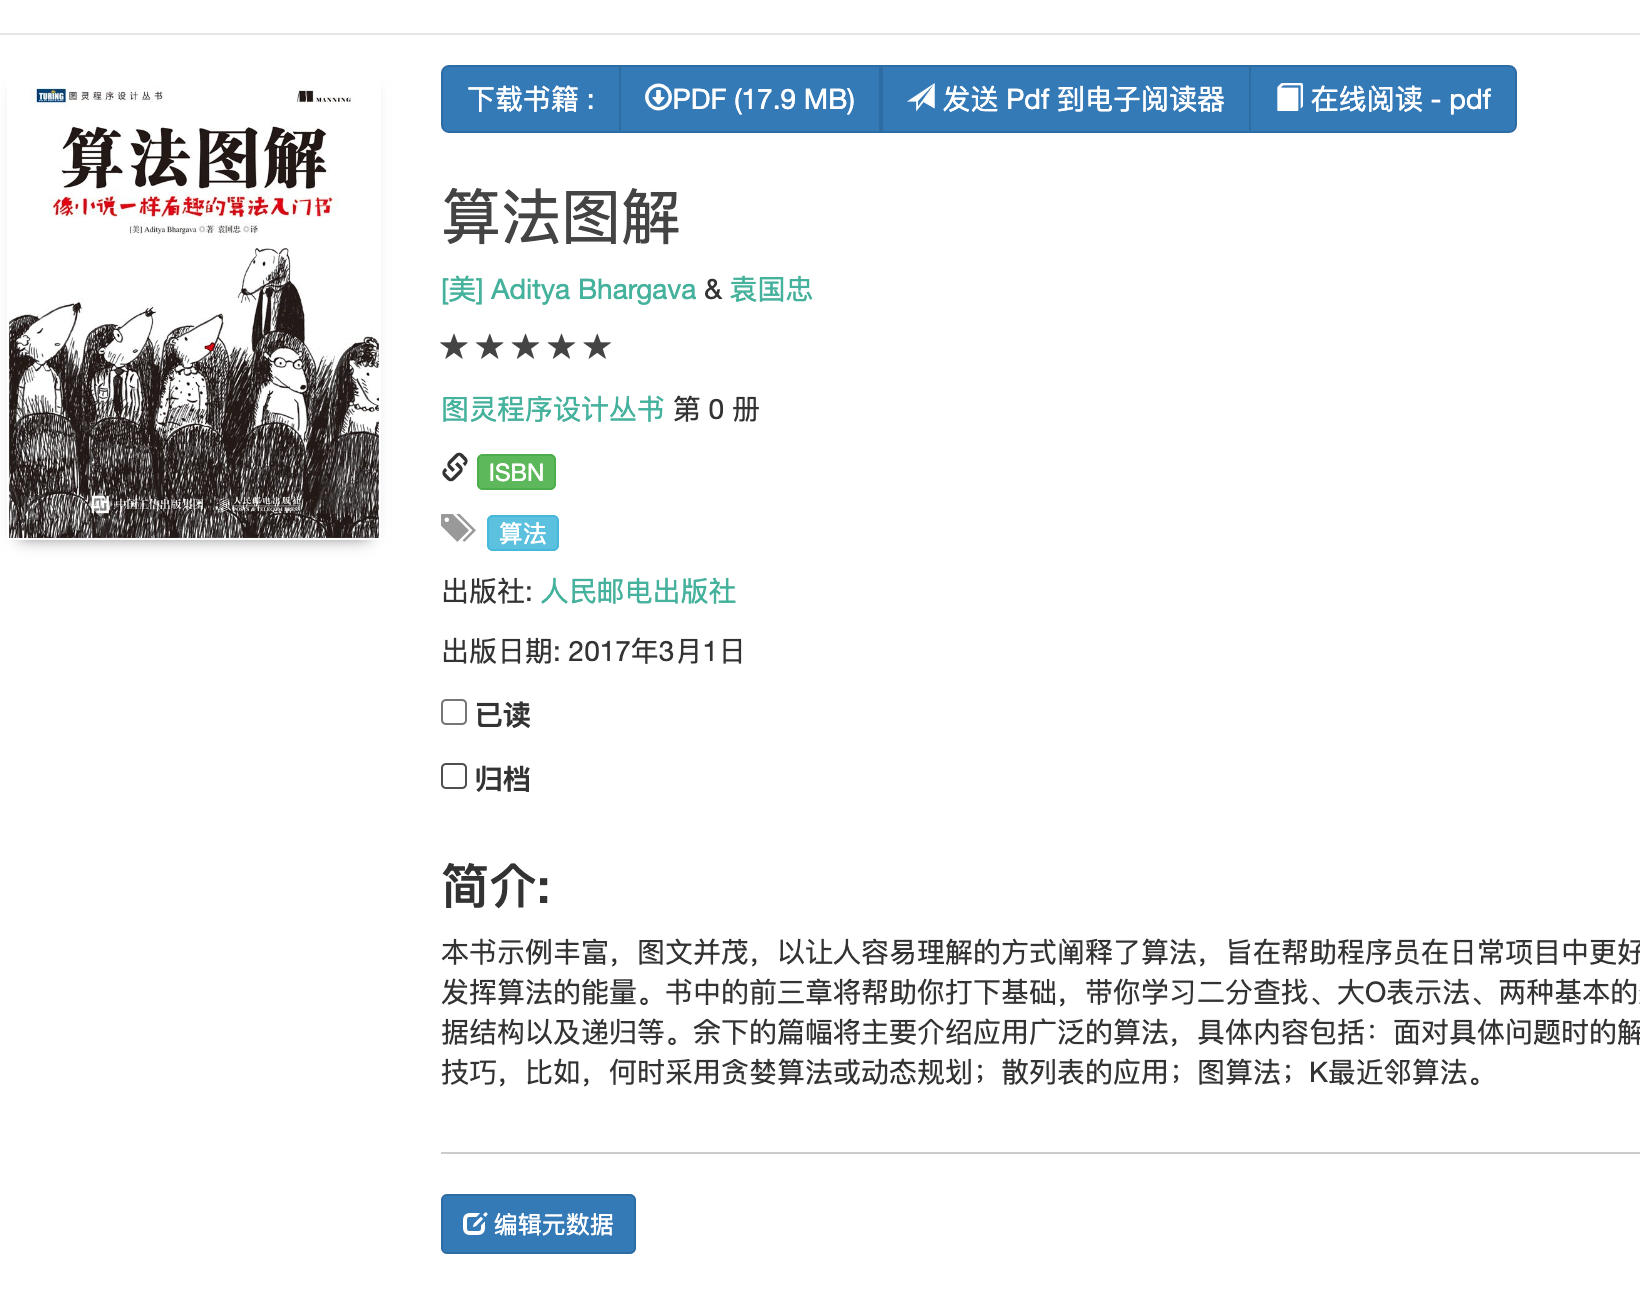 TURING 图灵程序设计丛书
MANNING
算法图解
像小说一样有趣的算法入门书
[美] Aditya Bhargava ◎著 袁国忠 ◎译
中国工信出版集团
人民邮电出版社
POSTS & TELECOM PRESS
下载书籍 :
PDF (17.9 MB)
发送 Pdf 到电子阅读器
在线阅读 - pdf
算法图解
[美] Aditya Bhargava & 袁国忠
★★★★★
图灵程序设计丛书 第 0 册
ISBN
算法
出版社: 人民邮电出版社
出版日期: 2017年3月1日
已读
归档
简介:
本书示例丰富，图文并茂，以让人容易理解的方式阐释了算法，旨在帮助程序员在日常项目中更好
发挥算法的能量。书中的前三章将帮助你打下基础，带你学习二分查找、大O表示法、两种基本的
据结构以及递归等。余下的篇幅将主要介绍应用广泛的算法，具体内容包括：面对具体问题时的解
技巧，比如，何时采用贪婪算法或动态规划；散列表的应用；图算法；K最近邻算法。
编辑元数据